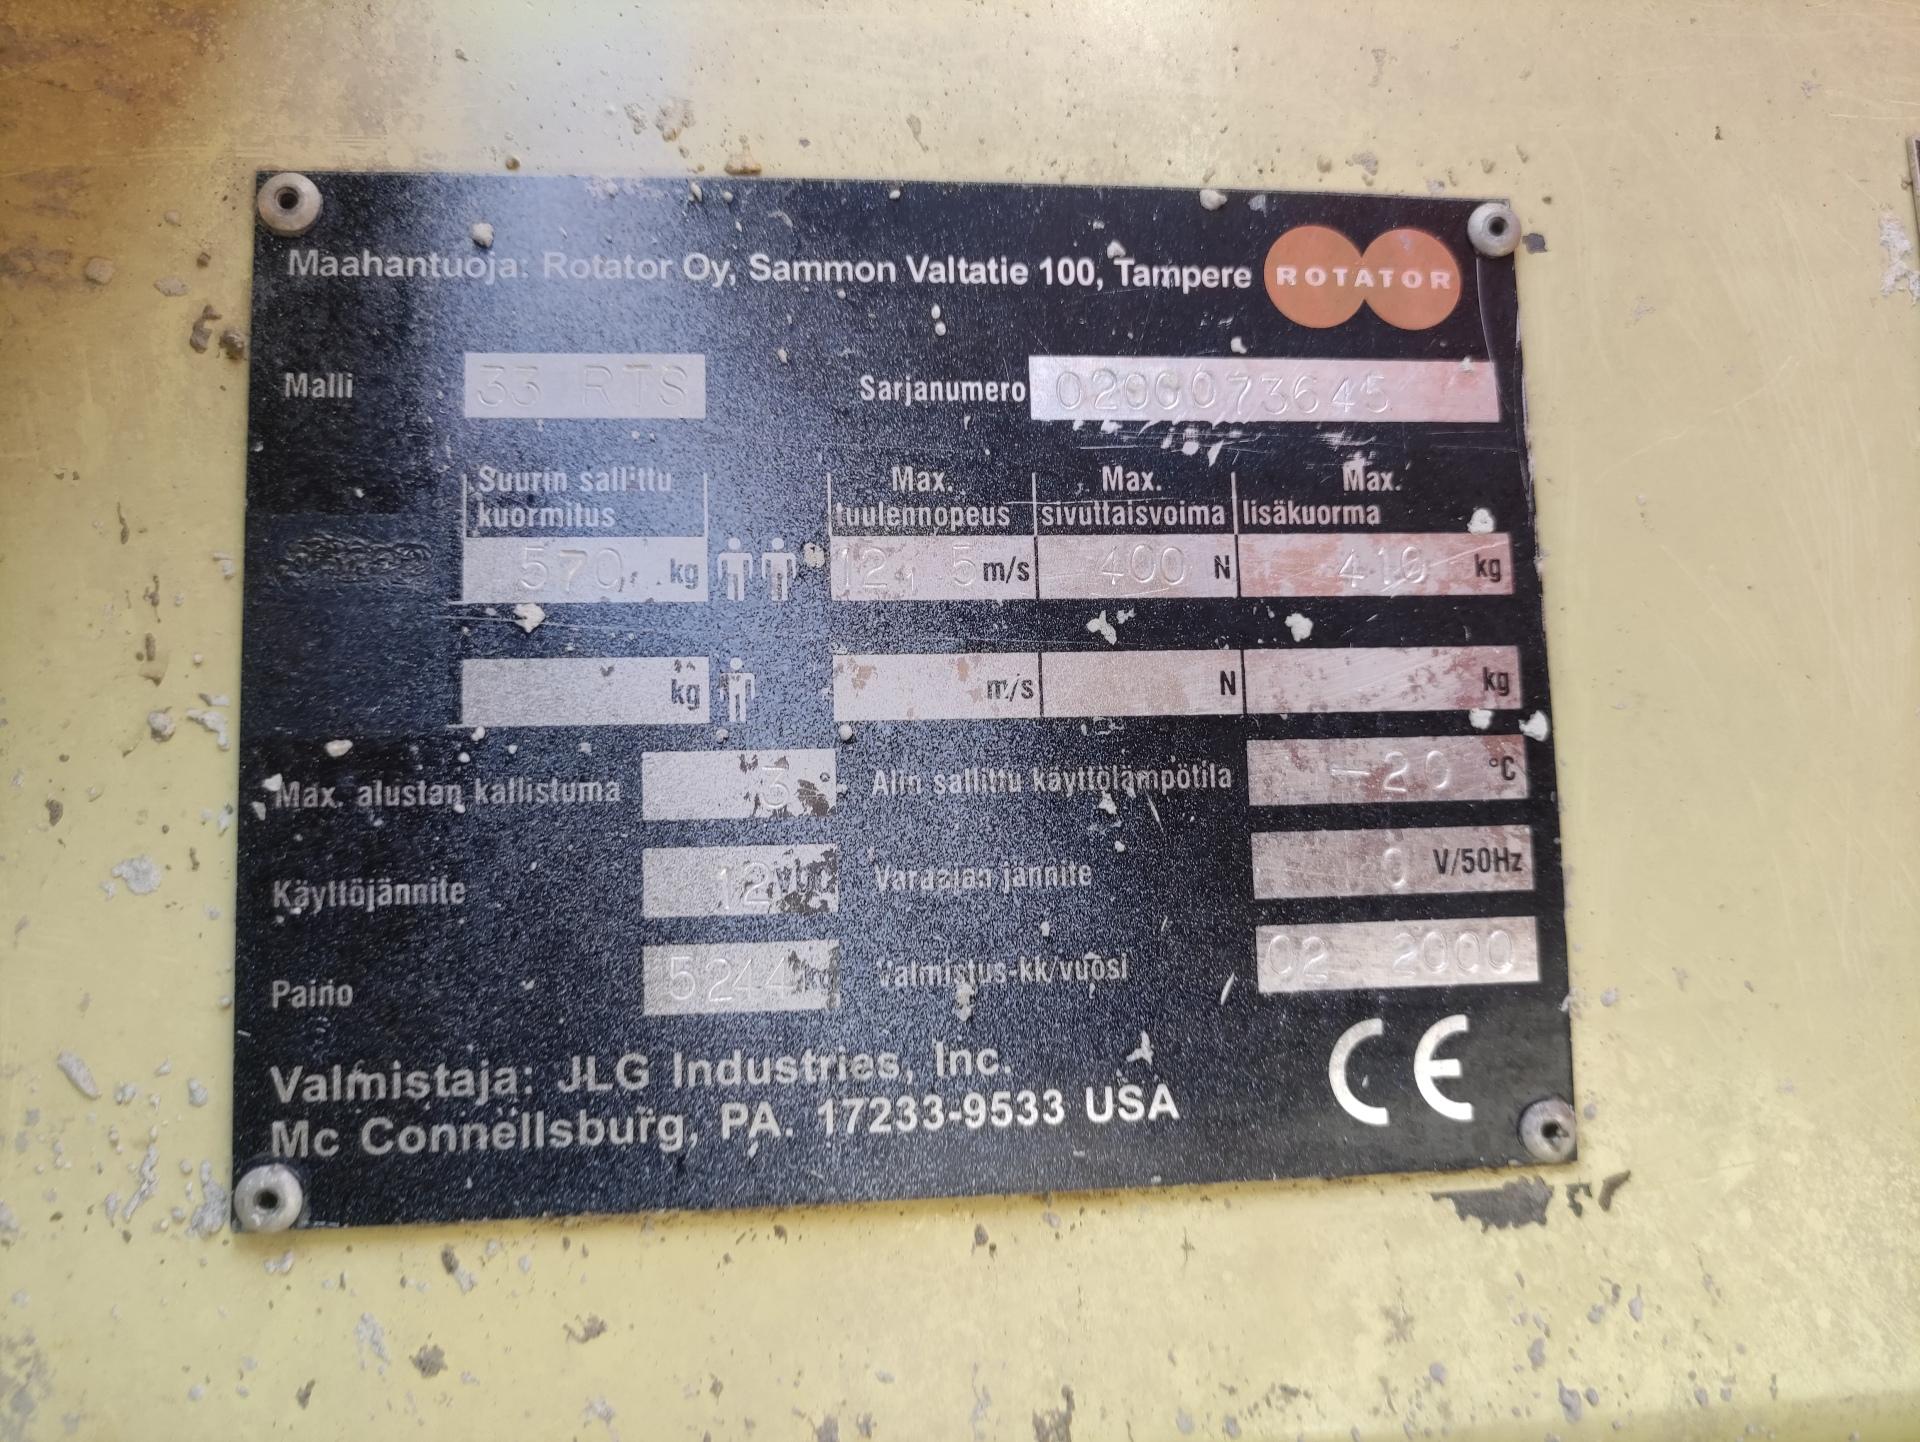 Maahantuoja: Rotator Oy, Sammon Valtatie 100, Tampere ROTATOR
Malli 33 RTS Sarjanumero 0200073645
Suurin sallittu kuormitus Max. tuulennopeus Max. sivuttaisvoima Max. lisäkuorma
570 kg 12,5 m/s 400 N 410 kg
kg m/s N kg
Max. alustan kallistuma 3° Alin sallittu käyttölämpötila -20 °C
Käyttöjännite 12 Varaajan jännite 0 V/50Hz
Paino 5244 kg Valmistus-kk/vuosi 02 2000
Valmistaja: JLG Industries, Inc.
Mc Connellsburg, PA. 17233-9533 USA
CE